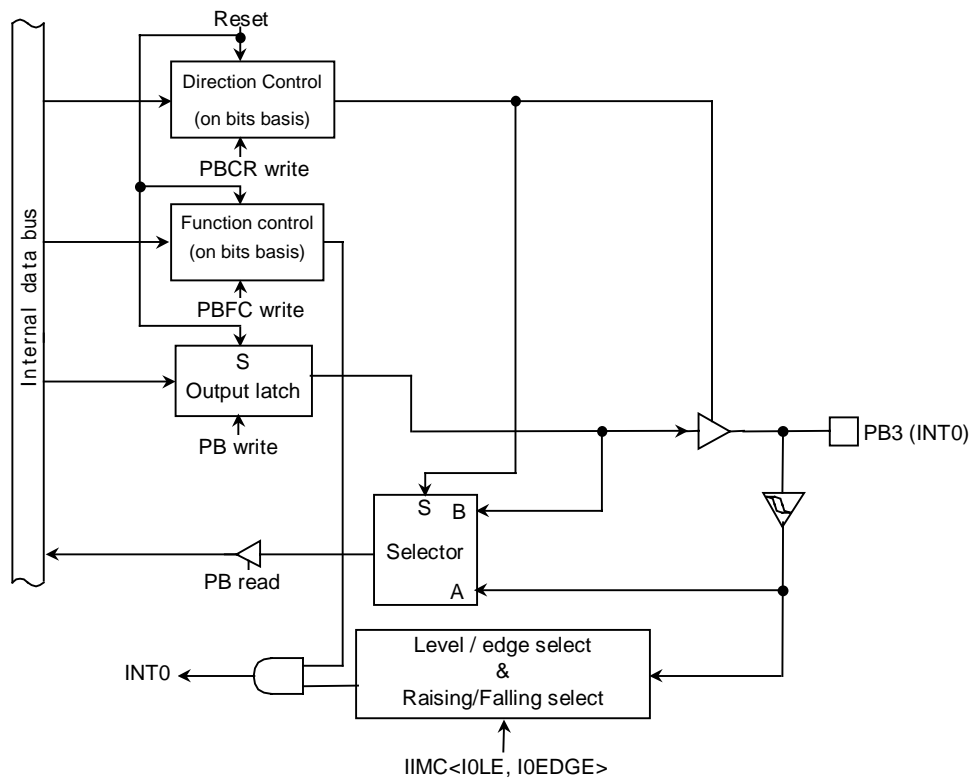 Reset
Direction Control
(on bits basis)
PBCR write
Internal data bus
Function control
(on bits basis)
PBFC write
S
Output latch
PB write
PB3 (INT0)
S
B
Selector
A
PB read
Level / edge select
&
Raising/Falling select
INT0
IIMC<I0LE, I0EDGE>